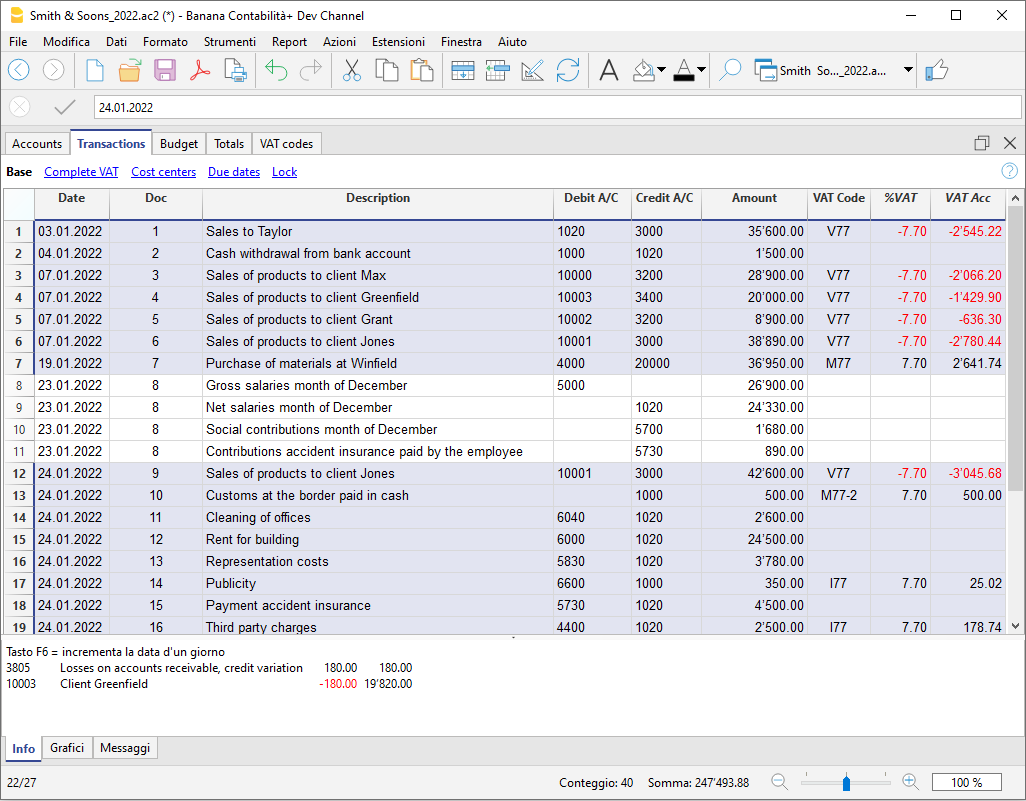 Smith & Soons_2022.ac2 (*) - Banana Contabilità+ Dev Channel
File Modifica Dati Formato Strumenti Report Azioni Estensioni Finestra Aiuto
Smith So..._2022.a...
24.01.2022
Accounts Transactions Budget Totals VAT codes
Base Complete VAT Cost centers Due dates Lock
Date Doc Description Debit A/C Credit A/C Amount VAT Code %VAT VAT Acc
1 03.01.2022 1 Sales to Taylor 1020 3000 35'600.00 V77 -7.70 -2'545.22
2 04.01.2022 2 Cash withdrawal from bank account 1000 1020 1'500.00
3 07.01.2022 3 Sales of products to client Max 10000 3200 28'900.00 V77 -7.70 -2'066.20
4 07.01.2022 4 Sales of products to client Greenfield 10003 3400 20'000.00 V77 -7.70 -1'429.90
5 07.01.2022 5 Sales of products to client Grant 10002 3200 8'900.00 V77 -7.70 -636.30
6 07.01.2022 6 Sales of products to client Jones 10001 3000 38'890.00 V77 -7.70 -2'780.44
7 19.01.2022 7 Purchase of materials at Winfield 4000 20000 36'950.00 M77 7.70 2'641.74
8 23.01.2022 8 Gross salaries month of December 5000 26'900.00
9 23.01.2022 8 Net salaries month of December 1020 24'330.00
10 23.01.2022 8 Social contributions month of December 5700 1'680.00
11 23.01.2022 8 Contributions accident insurance paid by the employee 5730 890.00
12 24.01.2022 9 Sales of products to client Jones 10001 3000 42'600.00 V77 -7.70 -3'045.68
13 24.01.2022 10 Customs at the border paid in cash 1000 500.00 M77-2 7.70 500.00
14 24.01.2022 11 Cleaning of offices 6040 1020 2'600.00
15 24.01.2022 12 Rent for building 6000 1020 24'500.00
16 24.01.2022 13 Representation costs 5830 1020 3'780.00
17 24.01.2022 14 Publicity 6600 1000 350.00 I77 7.70 25.02
18 24.01.2022 15 Payment accident insurance 5730 1020 4'500.00
19 24.01.2022 16 Third party charges 4400 1020 2'500.00 I77 7.70 178.74
Tasto F6 = incrementa la data d'un giorno
3805 Losses on accounts receivable, credit variation 180.00 180.00
10003 Client Greenfield -180.00 19'820.00
Info Grafici Messaggi
22/27 Conteggio: 40 Somma: 247'493.88 100 %